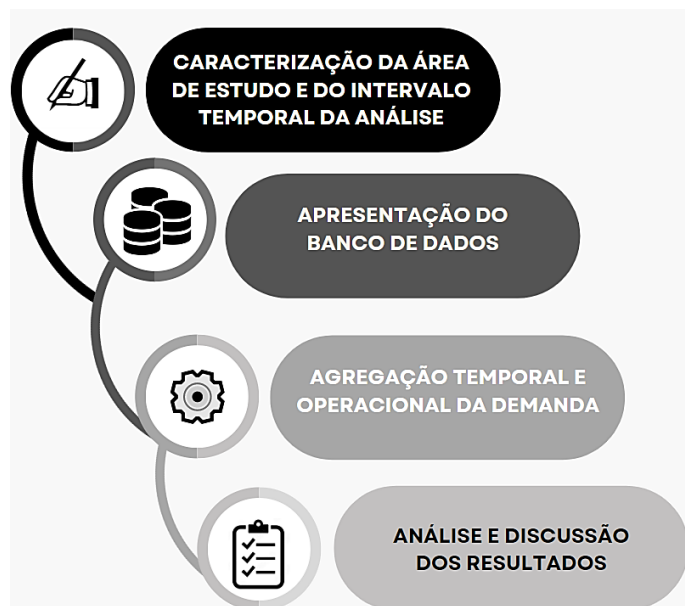 CARACTERIZAÇÃO DA ÁREA
DE ESTUDO E DO INTERVALO
TEMPORAL DA ANÁLISE
APRESENTAÇÃO DO
BANCO DE DADOS
AGREGAÇÃO TEMPORAL E
OPERACIONAL DA DEMANDA
ANÁLISE E DISCUSSÃO
DOS RESULTADOS